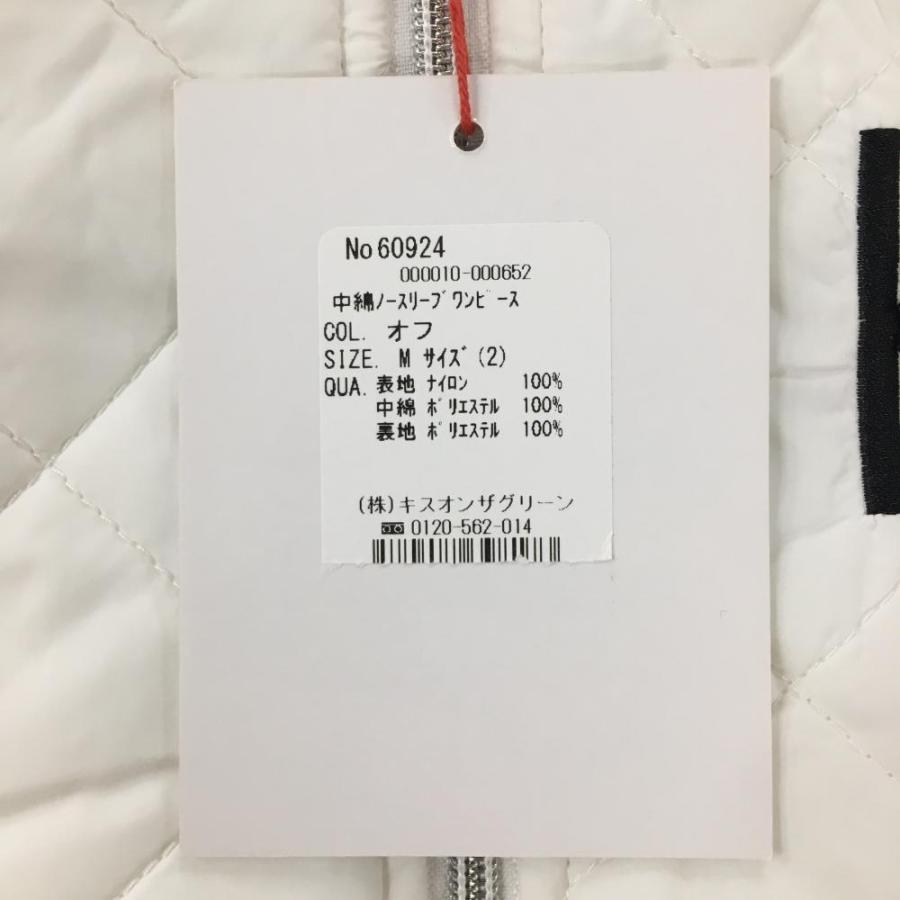 No 60924
000010-000652
中綿ﾉｰｽﾘｰﾌﾞﾜﾝﾋﾟｰｽ
COL. オフ
SIZE. M ｻｲｽﾞ(2)
QUA. 表地 ﾅｲﾛﾝ 100%
中綿 ﾎﾟﾘｴｽﾃﾙ 100%
裏地 ﾎﾟﾘｴｽﾃﾙ 100%
(株)キスオンザグリーン
0120-562-014